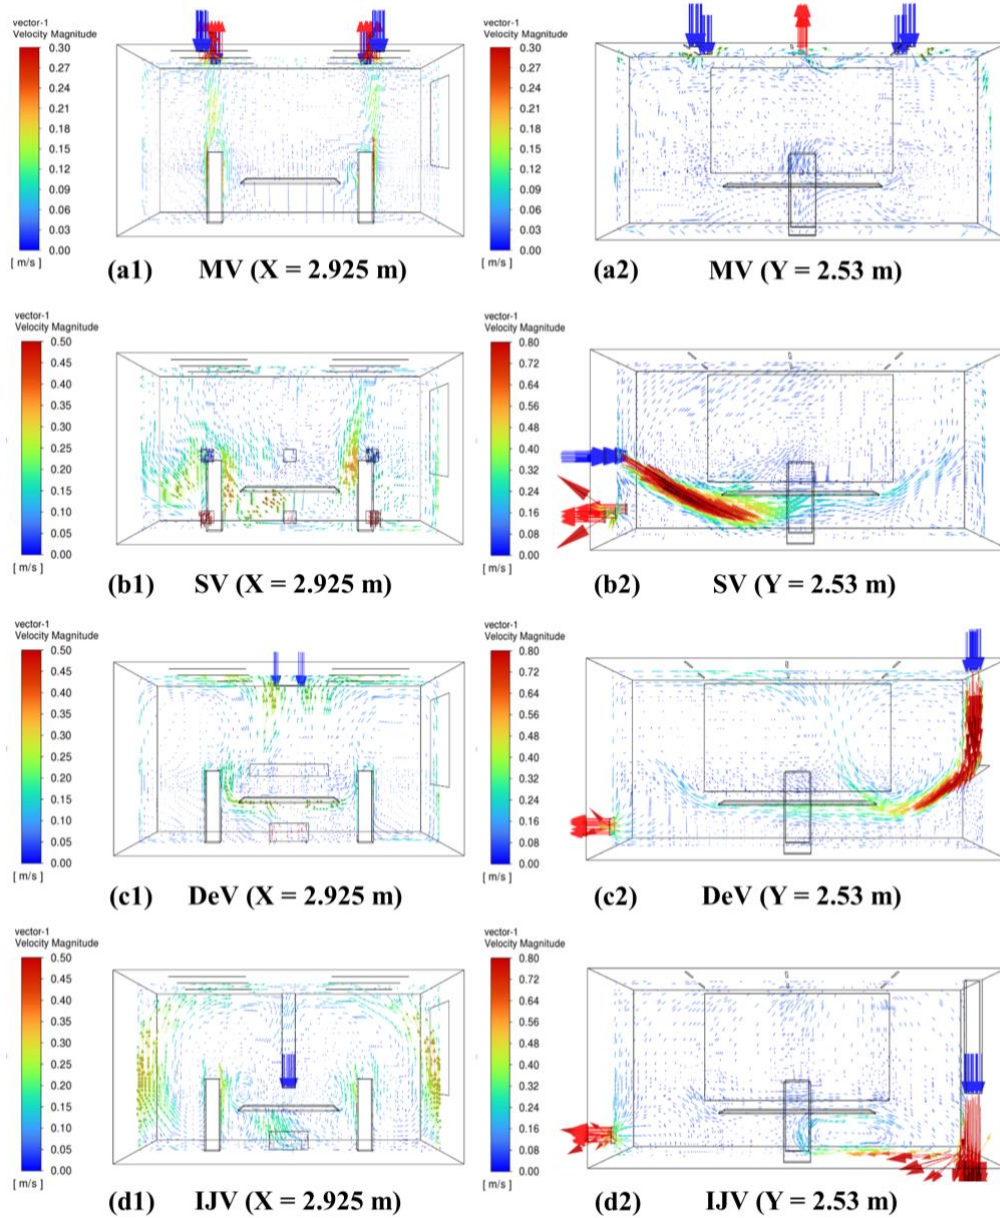 vector-1
Velocity Magnitude
0.30
0.27
0.24
0.21
0.18
0.15
0.12
0.09
0.06
0.03
0.00
[ m/s ]
(a1) MV (X = 2.925 m)
vector-1
Velocity Magnitude
0.30
0.27
0.24
0.21
0.18
0.15
0.12
0.09
0.06
0.03
0.00
[ m/s ]
(a2) MV (Y = 2.53 m)
vector-1
Velocity Magnitude
0.50
0.45
0.40
0.35
0.30
0.25
0.20
0.15
0.10
0.05
0.00
[ m/s ]
(b1) SV (X = 2.925 m)
vector-1
Velocity Magnitude
0.80
0.72
0.64
0.56
0.48
0.40
0.32
0.24
0.16
0.08
0.00
[ m/s ]
(b2) SV (Y = 2.53 m)
vector-1
Velocity Magnitude
0.50
0.45
0.40
0.35
0.30
0.25
0.20
0.15
0.10
0.05
0.00
[ m/s ]
(c1) DeV (X = 2.925 m)
vector-1
Velocity Magnitude
0.80
0.72
0.64
0.56
0.48
0.40
0.32
0.24
0.16
0.08
0.00
[ m/s ]
(c2) DeV (Y = 2.53 m)
vector-1
Velocity Magnitude
0.50
0.45
0.40
0.35
0.30
0.25
0.20
0.15
0.10
0.05
0.00
[ m/s ]
(d1) IJV (X = 2.925 m)
vector-1
Velocity Magnitude
0.80
0.72
0.64
0.56
0.48
0.40
0.32
0.24
0.16
0.08
0.00
[ m/s ]
(d2) IJV (Y = 2.53 m)